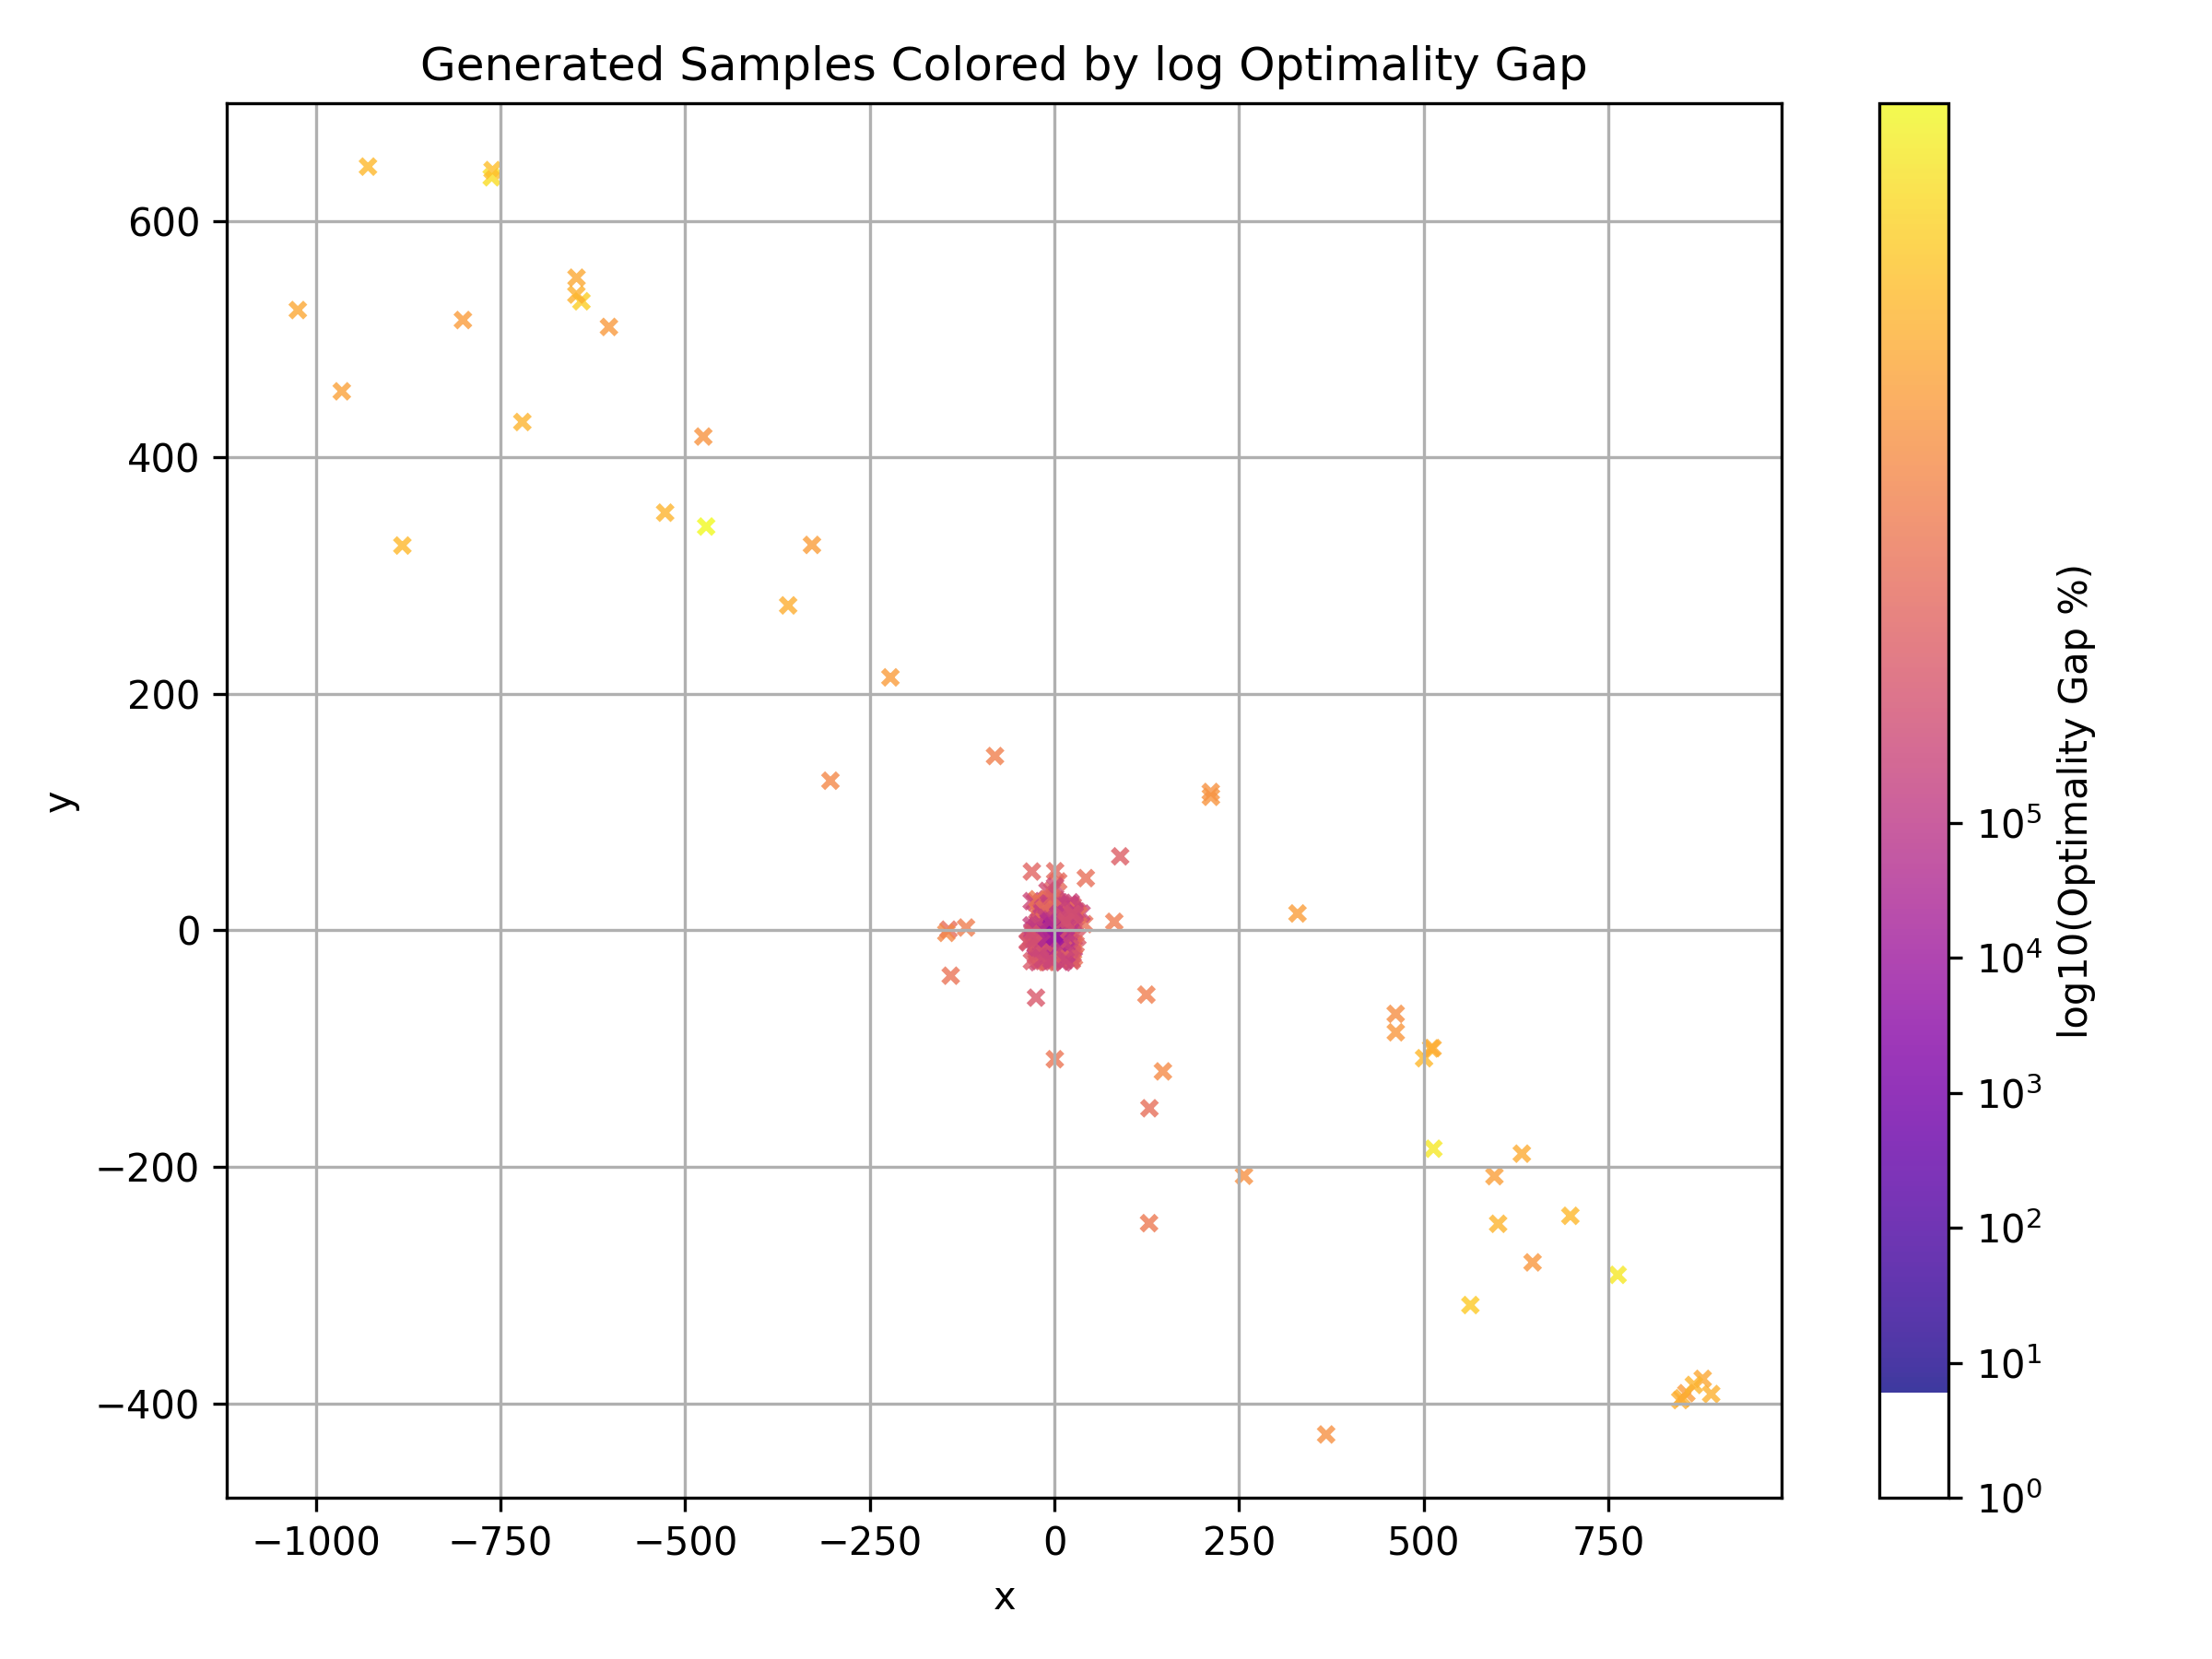 Generated Samples Colored by log Optimality Gap
600
400
200
0
−200
−400
y
−1000 −750 −500 −250 0 250 500 750
x
10⁵
10⁴
10³
10²
10¹
10⁰
log10(Optimality Gap %)